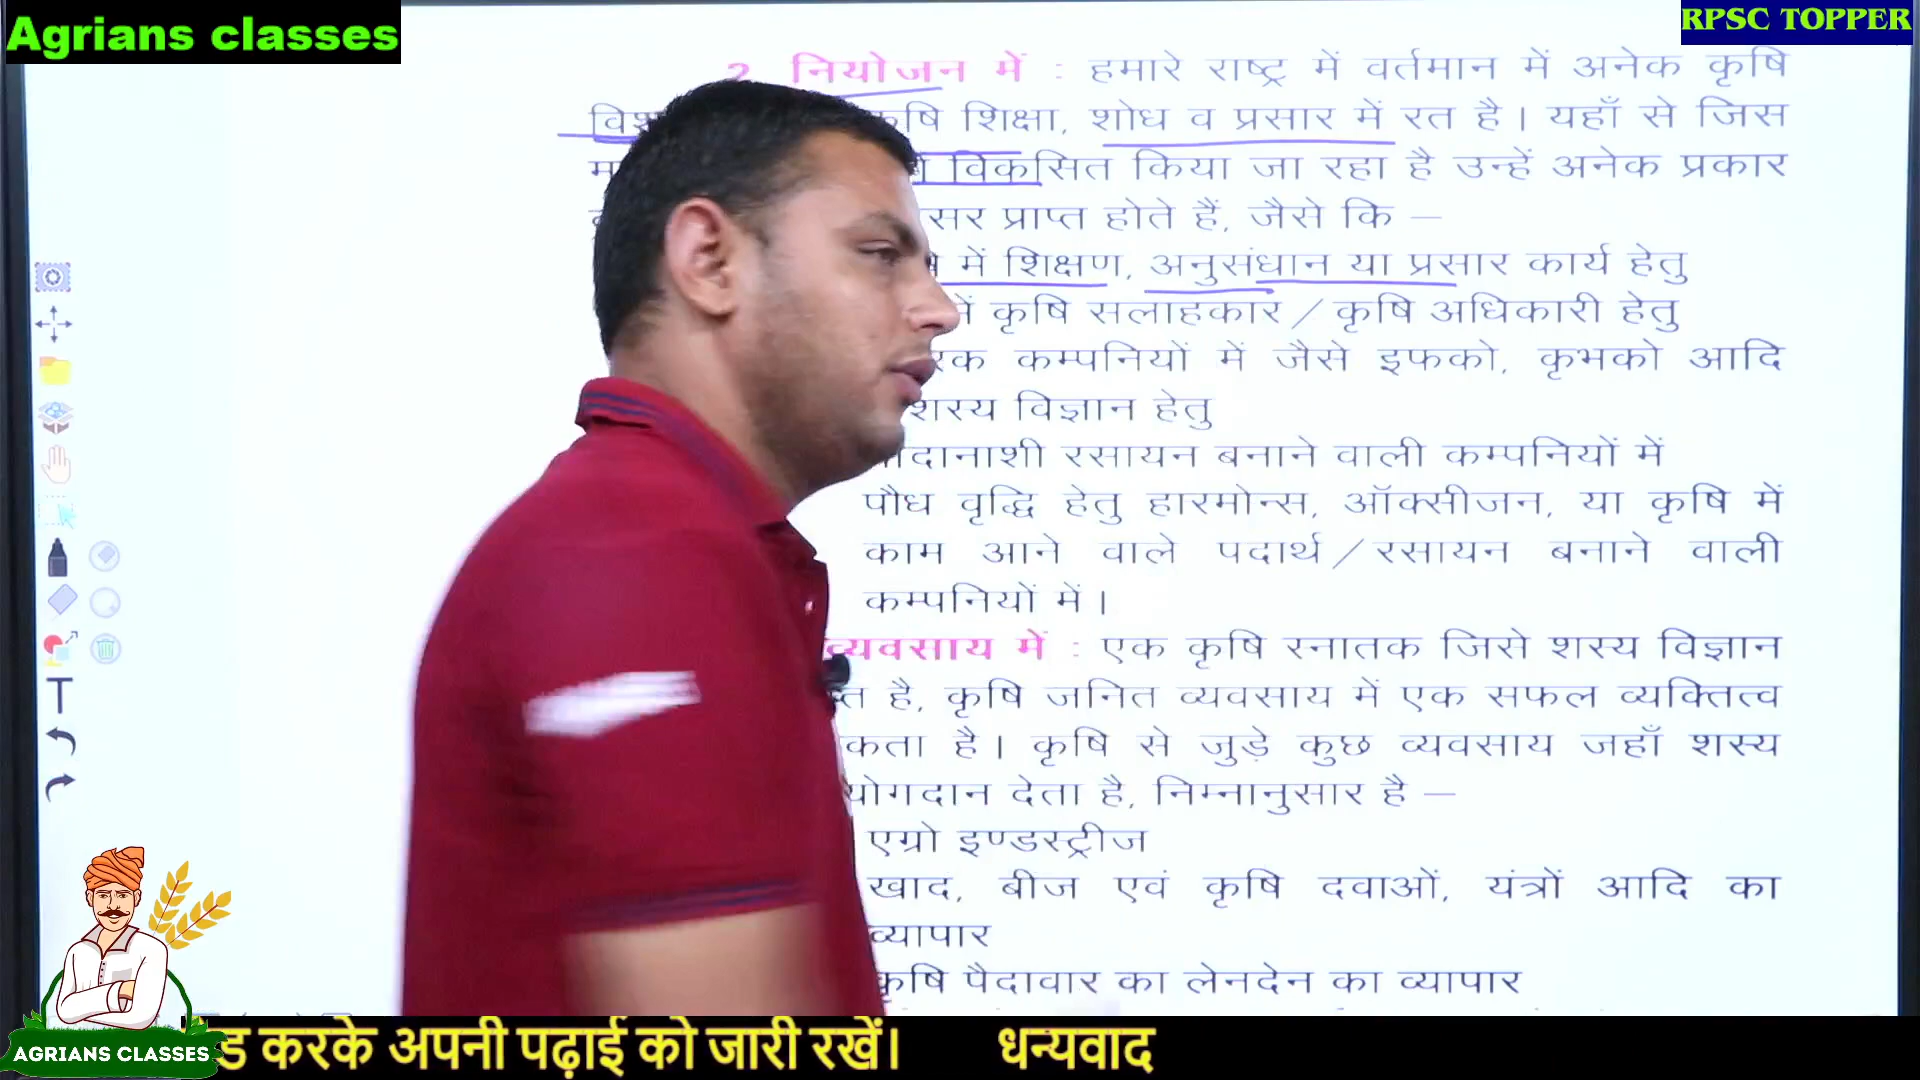 Agrians classes
RPSC TOPPER
2. नियोजन में : हमारे राष्ट्र में वर्तमान में अनेक कृषि
शिक्षा, शोध व प्रसार में रत है। यहाँ से जिस
विकसित किया जा रहा है उन्हें अनेक प्रकार
प्राप्त होते हैं, जैसे कि –
में शिक्षण, अनुसंधान या प्रसार कार्य हेतु
कृषि सलाहकार / कृषि अधिकारी हेतु
कम्पनियों में जैसे इफको, कृभको आदि
शस्य विज्ञान हेतु
रसायन बनाने वाली कम्पनियों में
पौध वृद्धि हेतु हारमोन्स, ऑक्सीजन, या कृषि में
काम आने वाले पदार्थ / रसायन बनाने वाली
कम्पनियों में।
व्यवसाय में : एक कृषि स्नातक जिसे शस्य विज्ञान
है, कृषि जनित व्यवसाय में एक सफल व्यक्तित्व
है। कृषि से जुड़े कुछ व्यवसाय जहाँ शस्य
योगदान देता है, निम्नानुसार है –
एग्रो इण्डस्ट्रीज
खाद, बीज एवं कृषि दवाओं, यंत्रों आदि का
व्यापार
कृषि पैदावार का लेनदेन का व्यापार
T
AGRIANS CLASSES
करके अपनी पढ़ाई को जारी रखें। धन्यवाद